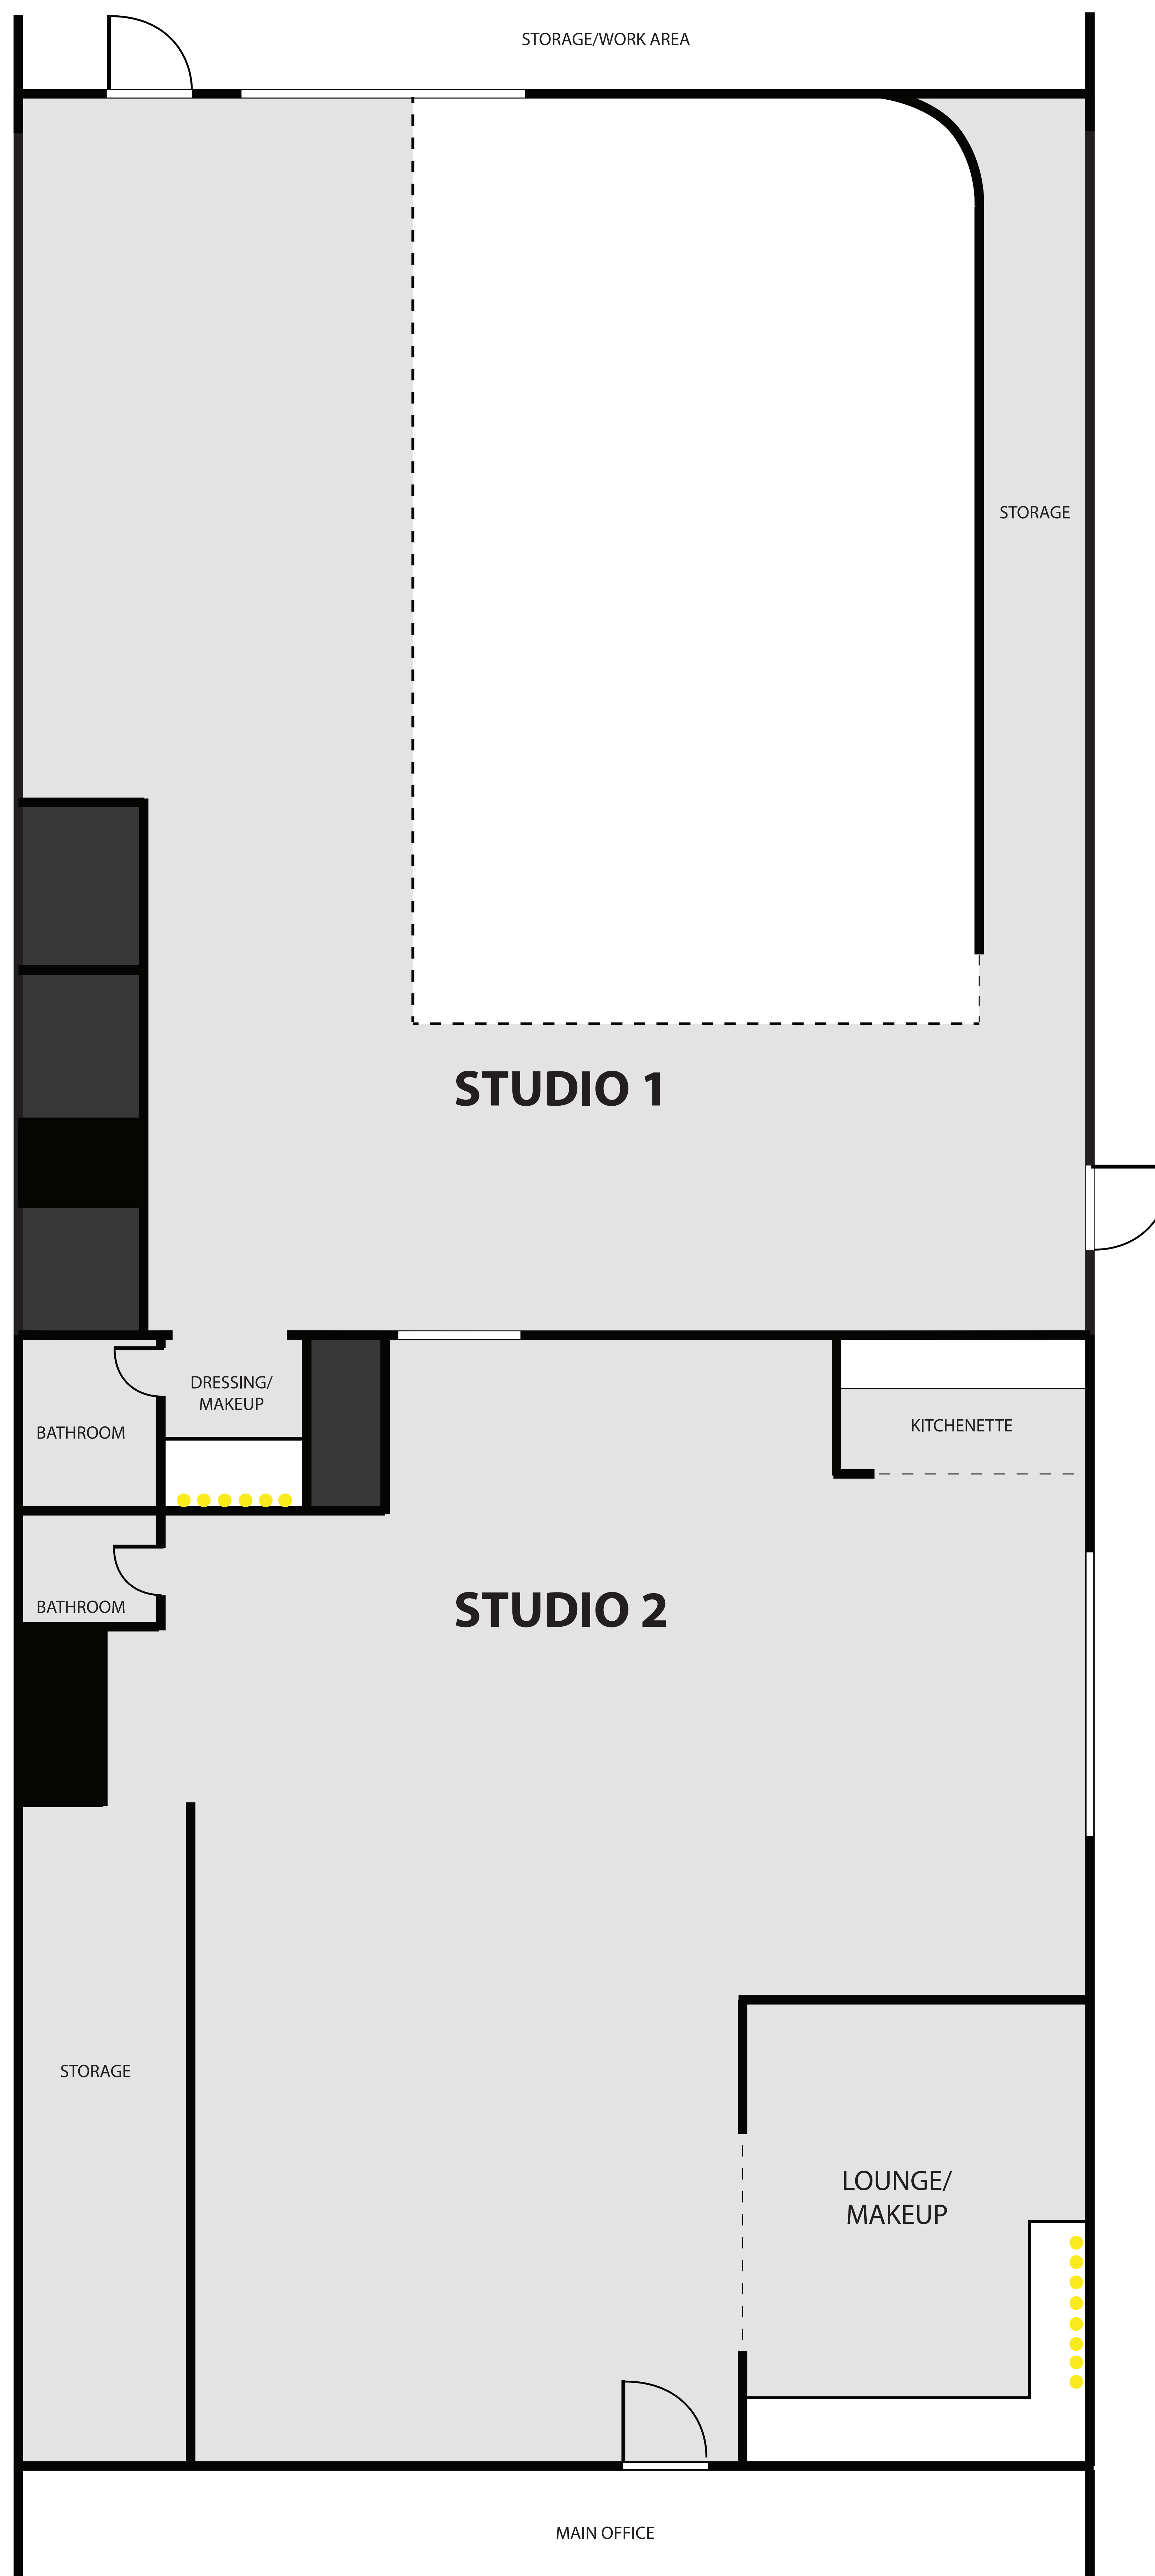 STORAGE/WORK AREA
STORAGE
STUDIO 1
DRESSING/
MAKEUP
BATHROOM
KITCHENETTE
BATHROOM
STUDIO 2
STORAGE
LOUNGE/
MAKEUP
MAIN OFFICE